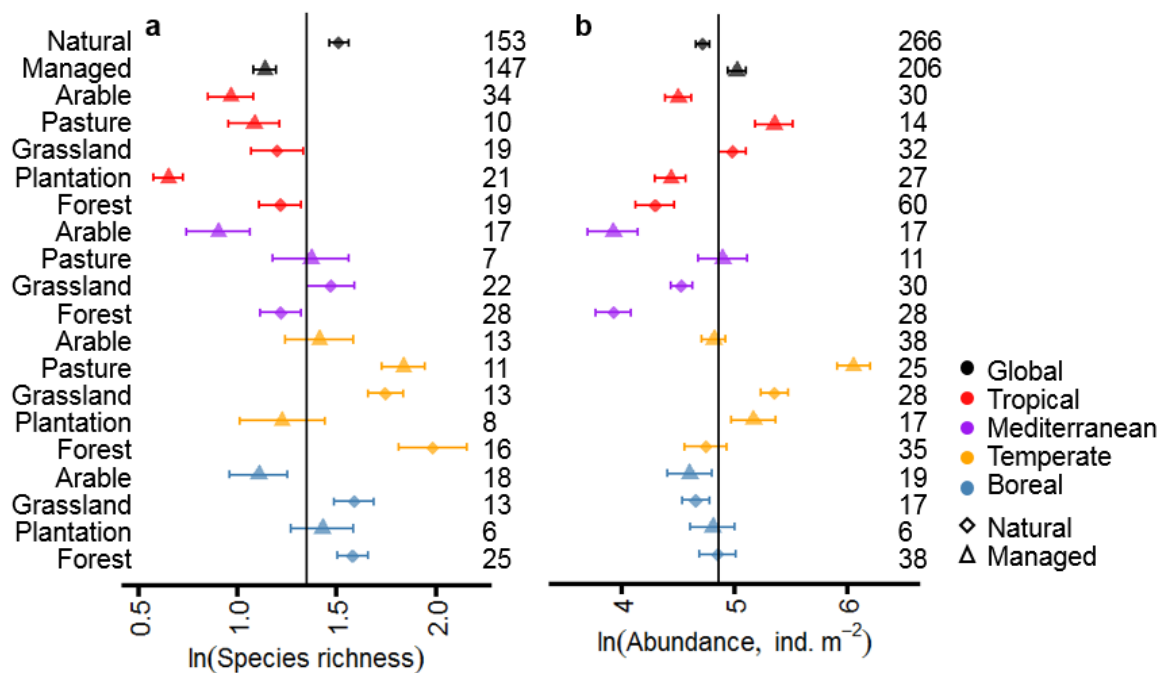 a b
Natural 153 266
Managed 147 206
Arable 34 30
Pasture 10 14
Grassland 19 32
Plantation 21 27
Forest 19 60
Arable 17 17
Pasture 7 11
Grassland 22 30
Forest 28 28
Arable 13 38
Pasture 11 25
Grassland 13 28
Plantation 8 17
Forest 16 35
Arable 18 19
Grassland 13 17
Plantation 6 6
Forest 25 38
Global
Tropical
Mediterranean
Temperate
Boreal
Natural
Managed
0.5 1.0 1.5 2.0 4 5 6
ln(Species richness) ln(Abundance, ind. m⁻²)